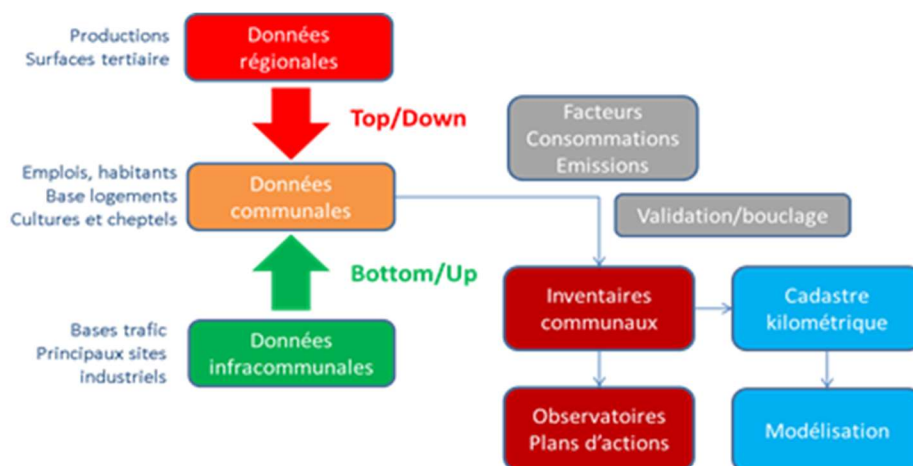 Productions
Surfaces tertiaire
Données
régionales
Top/Down
Facteurs
Consommations
Emissions
Emplois, habitants
Base logements
Cultures et cheptels
Données
communales
Validation/bouclage
Bottom/Up
Inventaires
communaux
Cadastre
kilométrique
Bases trafic
Principaux sites
industriels
Données
infracommunales
Observatoires
Plans d'actions
Modélisation